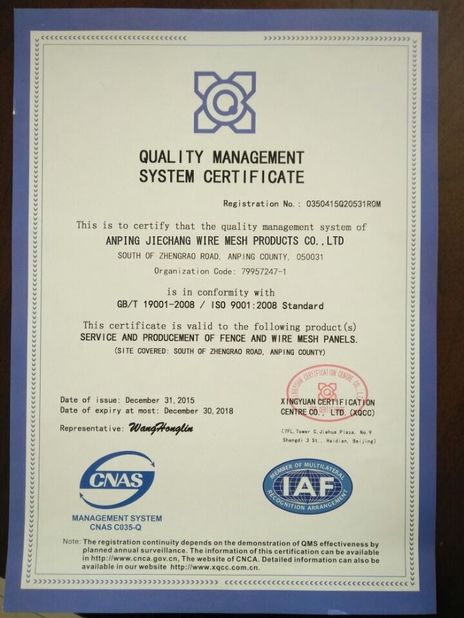 QUALITY MANAGEMENT
SYSTEM CERTIFICATE
Registration No.: 0350415Q20531R0M
This is to certify that the quality management system of
ANPING JIECHANG WIRE MESH PRODUCTS CO.,LTD
SOUTH OF ZHENGRAO ROAD, ANPING COUNTY, 050031
Organization Code: 79957247-1
is in conformity with
GB/T 19001-2008 / ISO 9001:2008 Standard
This certificate is valid to the following product(s)
SERVICE AND PRODUCEMENT OF FENCE AND WIRE MESH PANELS.
(SITE COVERED: SOUTH OF ZHENGRAO ROAD, ANPING COUNTY)
Date of issue: December 31,2015
Date of expiry at most: December 30,2018
Representative: WangHonglin
XINGYUAN CERTIFICATION
CENTRE CO., LTD. (XQCC)
(7FL,Tower C,Jiahua Plaza, No.9
Shangdi 3 St., Haidian, Beijing)
CNAS
MANAGEMENT SYSTEM
CNAS C035-Q
MEMBER OF MULTILATERAL
IAF
RECOGNITION ARRANGEMENT
Note: The registration continuity depends on the demonstration of QMS effectiveness by
planned annual surveillance. The information of this certification can be available
in http://www.cnca.gov.cn, The website of CNCA. Detailed information can also be
available in our website http://www.xqcc.com.cn.